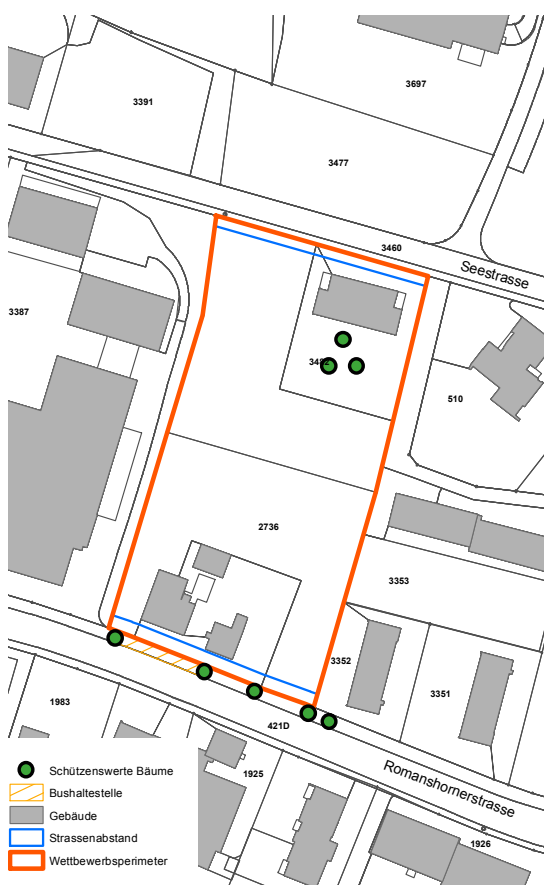 3697
3391
3477
3460
Seestrasse
3387
3482
510
2736
3353
3352
3351
1983
421D
Romanshornerstrasse
1925
1926
Schützenswerte Bäume
Bushaltestelle
Gebäude
Strassenabstand
Wettbewerbsperimeter